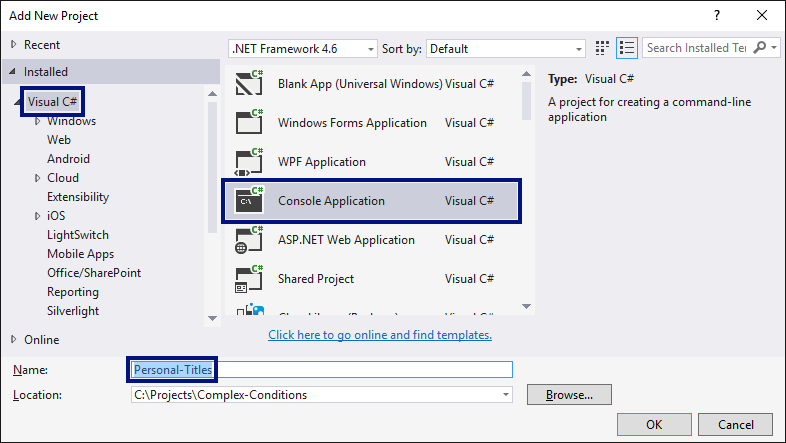 Add New Project
? 
Recent
.NET Framework 4.6 Sort by: Default Search Installed Te
Installed
Visual C#
Windows
Web
Android
Cloud
Extensibility
iOS
LightSwitch
Mobile Apps
Office/SharePoint
Reporting
Silverlight
Online
Blank App (Universal Windows) Visual C#
Windows Forms Application Visual C#
WPF Application Visual C#
Console Application Visual C#
ASP.NET Web Application Visual C#
Shared Project Visual C#
Click here to go online and find templates.
Type: Visual C#
A project for creating a command-line
application
Name: Personal-Titles
Location: C:\Projects\Complex-Conditions
Browse...
OK Cancel